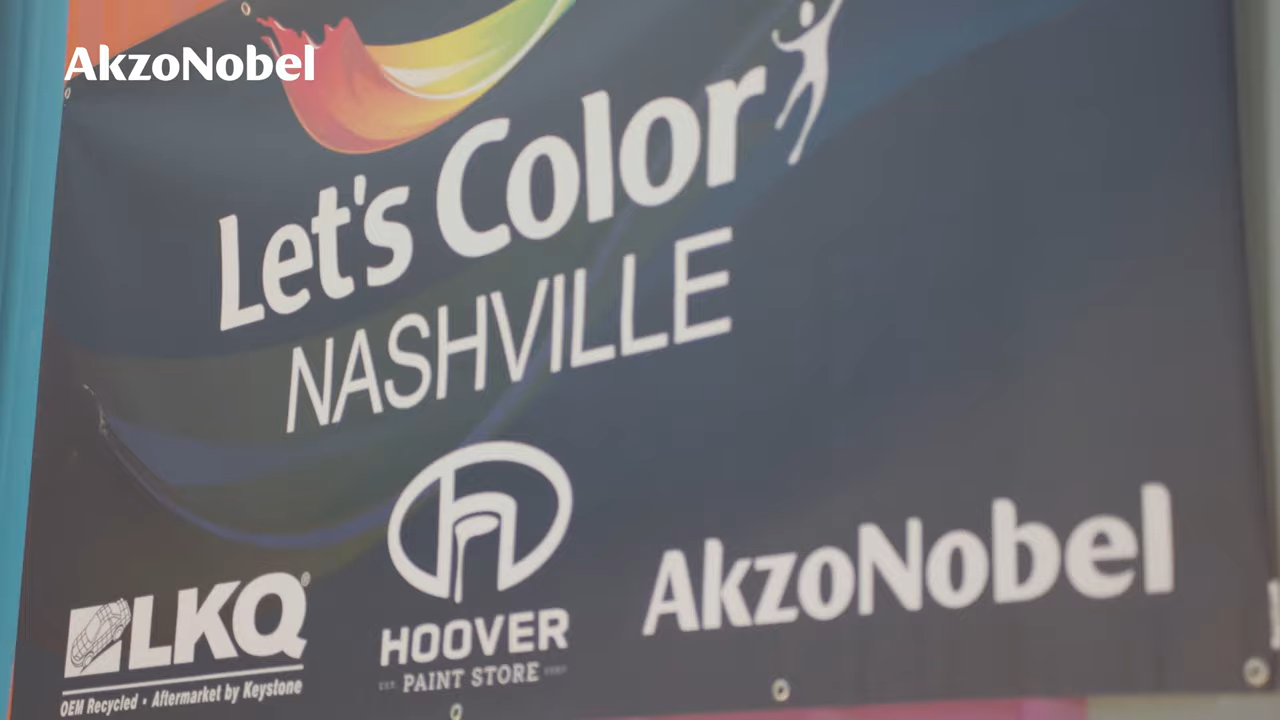 AkzoNobel
Let's Color
NASHVILLE
LKQ®
OEM Recycled • Aftermarket by Keystone
HOOVER
PAINT STORE
AkzoNobel